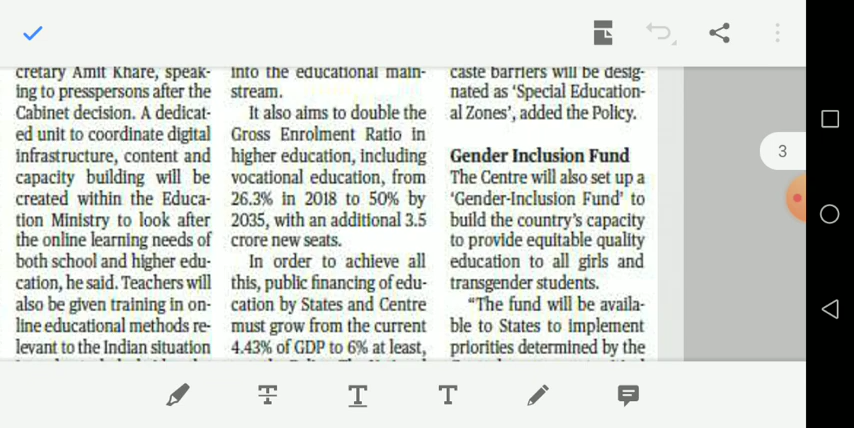 cretary Amit Khare, speak-
ing to presspersons after the
Cabinet decision. A dedicat-
ed unit to coordinate digital
infrastructure, content and
capacity building will be
created within the Educa-
tion Ministry to look after
the online learning needs of
both school and higher edu-
cation, he said. Teachers will
also be given training in on-
line educational methods re-
levant to the Indian situation
into the educational main-
stream.
It also aims to double the
Gross Enrolment Ratio in
higher education, including
vocational education, from
26.3% in 2018 to 50% by
2035, with an additional 3.5
crore new seats.
In order to achieve all
this, public financing of edu-
cation by States and Centre
must grow from the current
4.43% of GDP to 6% at least,
caste barriers will be desig-
nated as ‘Special Education-
al Zones’, added the Policy.
Gender Inclusion Fund
The Centre will also set up a
‘Gender-Inclusion Fund’ to
build the country’s capacity
to provide equitable quality
education to all girls and
transgender students.
“The fund will be availa-
ble to States to implement
priorities determined by the
3